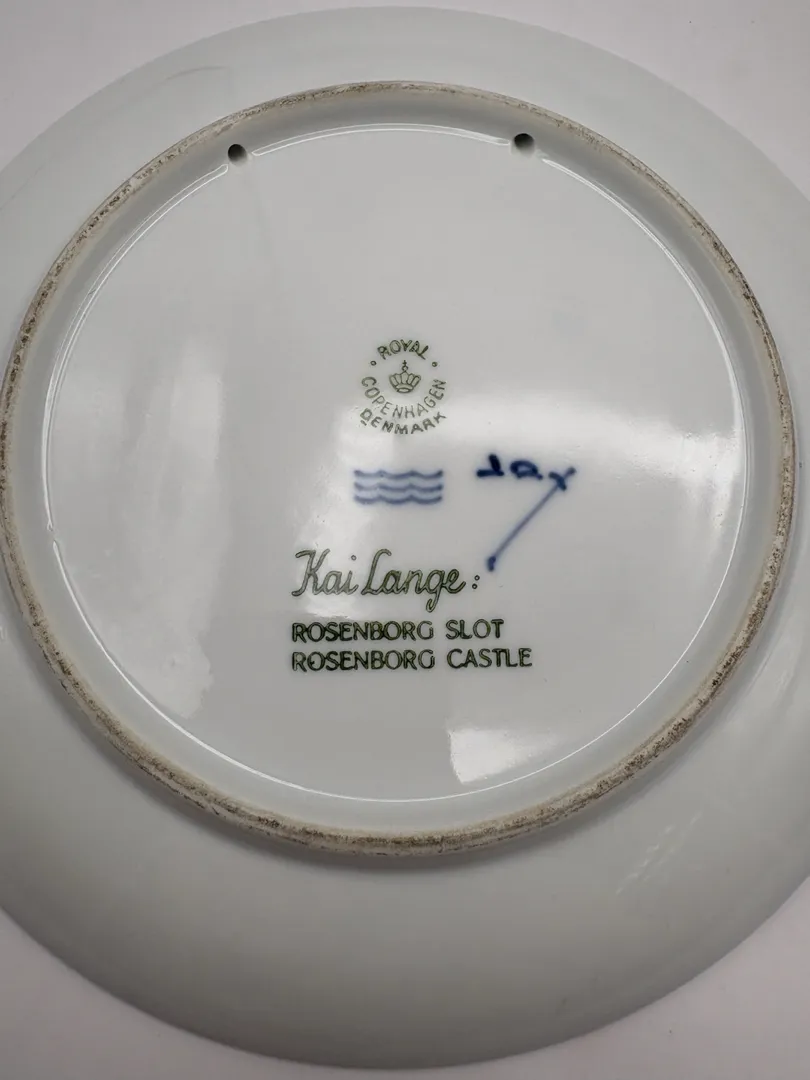 ROYAL
COPENHAGEN
DENMARK
Kai Lange:
ROSENBORG SLOT
ROSENBORG CASTLE